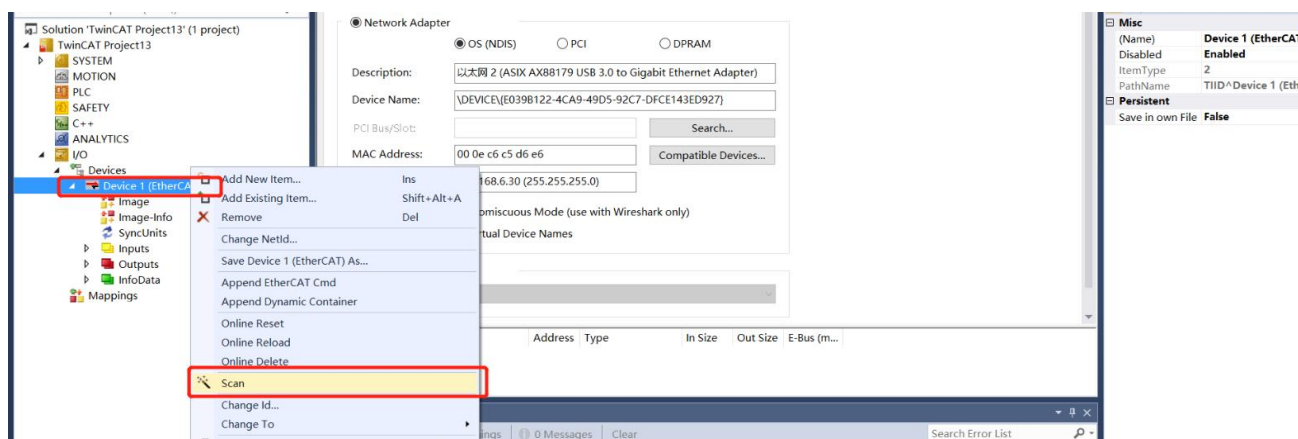 Solution 'TwinCAT Project13' (1 project)
TwinCAT Project13
SYSTEM
MOTION
PLC
SAFETY
C++
ANALYTICS
I/O
Devices
Device 1 (EtherCA
Image
Image-Info
SyncUnits
Inputs
Outputs
InfoData
Mappings
Network Adapter
OS (NDIS) PCI DPRAM
Description: 以太网 2 (ASIX AX88179 USB 3.0 to Gigabit Ethernet Adapter)
Device Name: \DEVICE\{E039B122-4CA9-49D5-92C7-DFCE143ED927}
PCI Bus/Slot: Search...
MAC Address: 00 0e c6 c5 d6 e6 Compatible Devices...
168.6.30 (255.255.255.0)
omiscuous Mode (use with Wireshark only)
rtual Device Names
Add New Item... Ins
Add Existing Item... Shift+Alt+A
Remove Del
Change NetId...
Save Device 1 (EtherCAT) As...
Append EtherCAT Cmd
Append Dynamic Container
Online Reset
Online Reload
Online Delete
Scan
Change Id...
Change To
Address Type In Size Out Size E-Bus (m...
ings 0 Messages Clear Search Error List
Misc
(Name) Device 1 (EtherCAT
Disabled Enabled
ItemType 2
PathName TIID^Device 1 (Eth
Persistent
Save in own File False